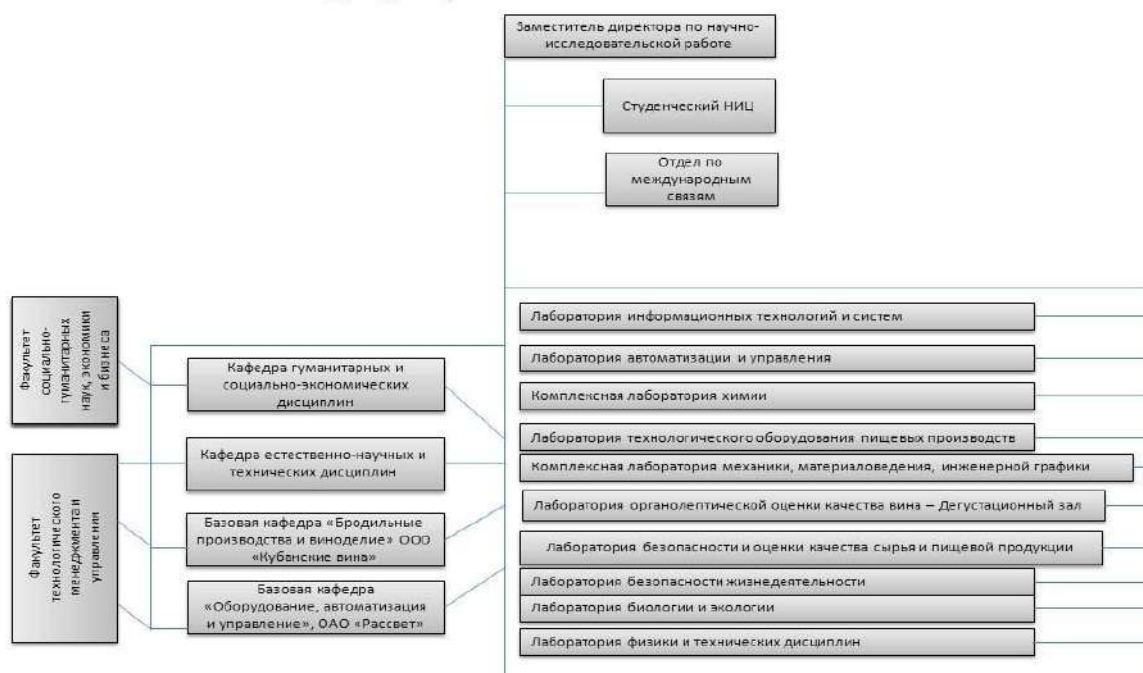 Заместитель директора по научно-
исследовательской работе
Студенческий НИЦ
Отдел по
международным
связям
Факультет
социально-
гуманитарных
наук, экономики
и бизнеса
Кафедра гуманитарных и
социально-экономических
дисциплин
Кафедра естественно-научных и
технических дисциплин
Факультет
технологического
менеджмента и
управления
Базовая кафедра «Бродильные
производства и виноделие» ООО
«Кубанские вина»
Базовая кафедра
«Оборудование, автоматизация
и управление», ОАО «Рассвет»
Лаборатория информационных технологий и систем
Лаборатория автоматизации и управления
Комплексная лаборатория химии
Лаборатория технологического оборудования пищевых производств
Комплексная лаборатория механики, материаловедения, инженерной графики
Лаборатория органолептической оценки качества вина – Дегустационный зал
Лаборатория безопасности и оценки качества сырья и пищевой продукции
Лаборатория безопасности жизнедеятельности
Лаборатория биологии и экологии
Лаборатория физики и технических дисциплин